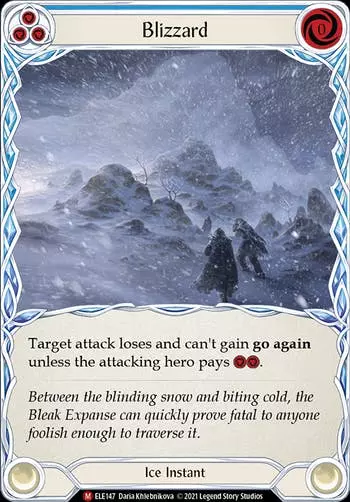 Blizzard
0
Target attack loses and can't gain go again
unless the attacking hero pays
.
Between the blinding snow and biting cold, the
Bleak Expanse can quickly prove fatal to anyone
foolish enough to traverse it.
Ice Instant
M ELE147 Daria Khlebnikova © 2021 Legend Story Studios